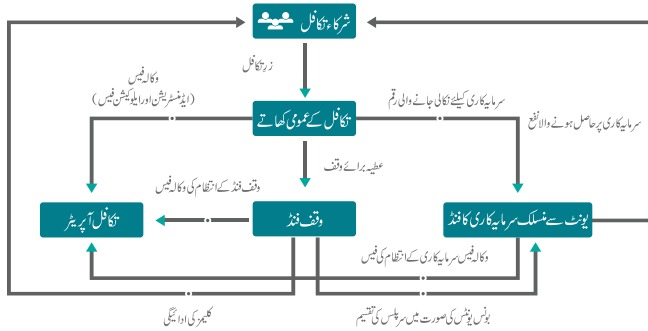 شرکاء تکافل
زرِ تکافل
وکالہ فیس
(ایڈمنسٹریشن اور ایلوکیشن فیس)
تکافل کے عمومی کھاتے
سرمایہ کاری کیلئے نکالی جانے والی رقم
سرمایہ کاری پر حاصل ہونے والا نفع
عطیہ برائے وقف
وقف فنڈ کے انتظام کی وکالہ فیس
یونٹ سے منسلک سرمایہ کاری کا فنڈ
وقف فنڈ
تکافل آپریٹر
وکالہ فیس سرمایہ کاری کے انتظام کی فیس
بونس یونٹس کی صورت میں سرپلس کی تقسیم
کلیمز کی ادائیگی